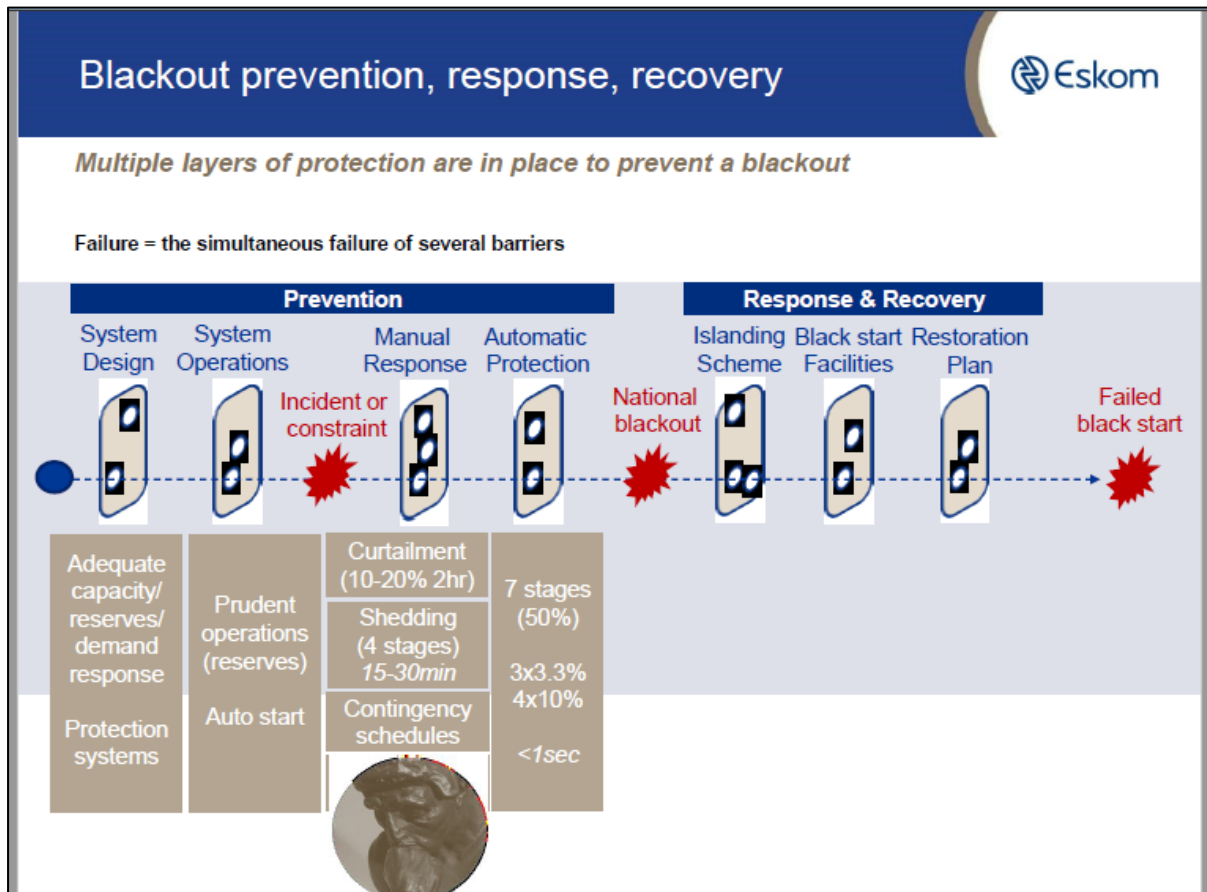 Blackout prevention, response, recovery
Eskom
Multiple layers of protection are in place to prevent a blackout
Failure = the simultaneous failure of several barriers
Prevention
Response & Recovery
System
Design
System
Operations
Incident or
constraint
Manual
Response
Automatic
Protection
National
blackout
Islanding
Scheme
Black start
Facilities
Restoration
Plan
Failed
black start
Adequate
capacity/
reserves/
demand
response
Protection
systems
Prudent
operations
(reserves)
Auto start
Curtailment
(10-20% 2hr)
Shedding
(4 stages)
15-30min
Contingency
schedules
7 stages
(50%)
3x3.3%
4x10%
<1sec